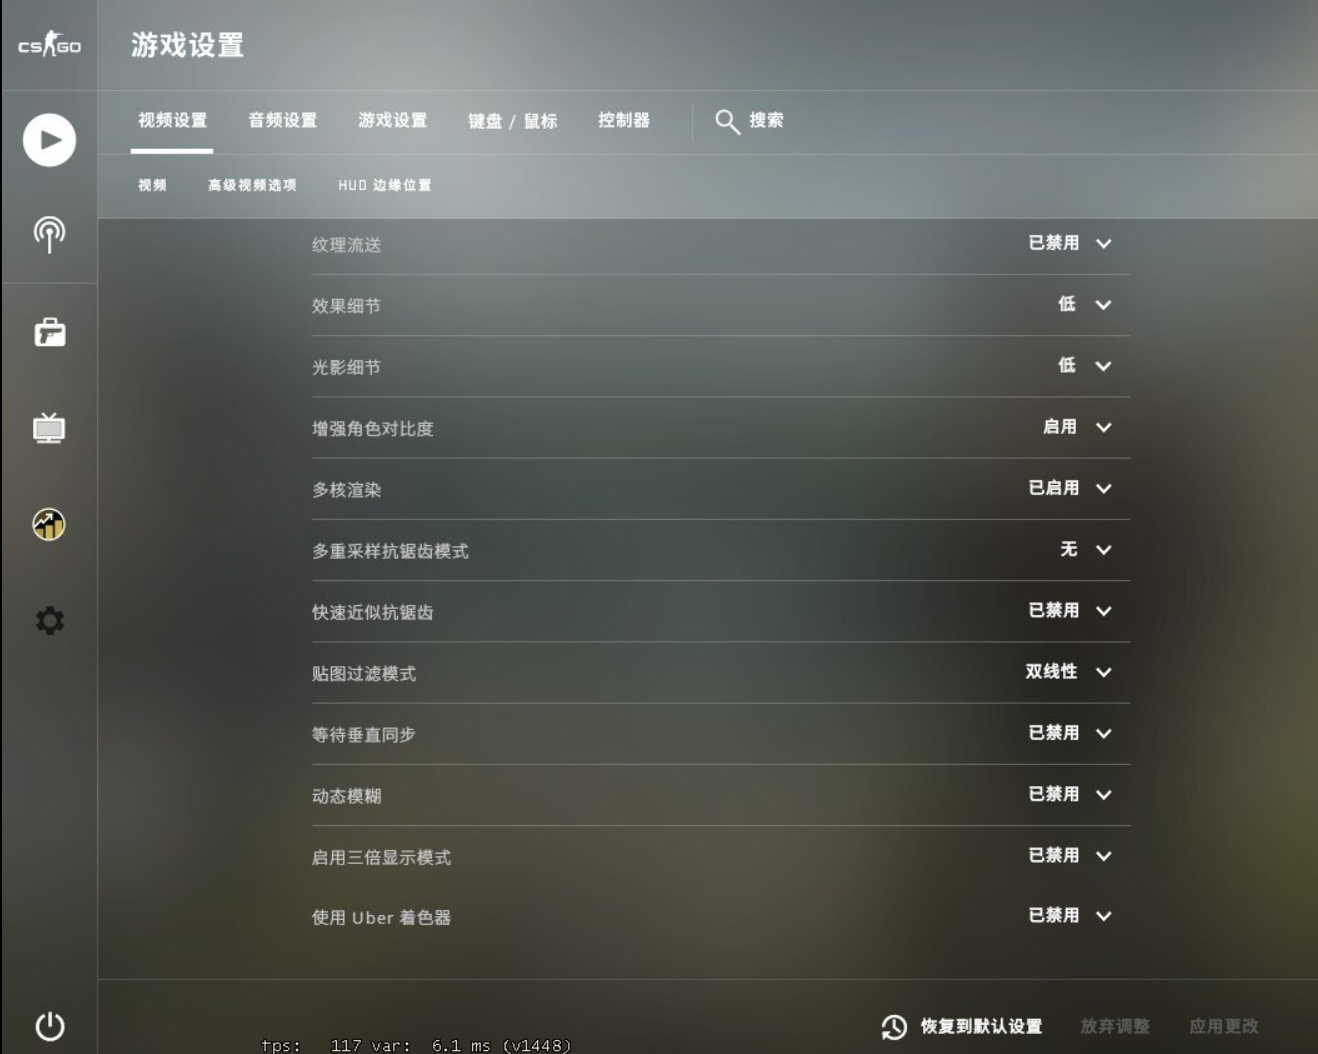 CS GO
游戏设置
视频设置 音频设置 游戏设置 键盘 / 鼠标 控制器 搜索
视频 高级视频选项 HUD 边缘位置
纹理流送 已禁用
效果细节 低
光影细节 低
增强角色对比度 启用
多核渲染 已启用
多重采样抗锯齿模式 无
快速近似抗锯齿 已禁用
贴图过滤模式 双线性
等待垂直同步 已禁用
动态模糊 已禁用
启用三倍显示模式 已禁用
使用 Uber 着色器 已禁用
恢复到默认设置 放弃调整 应用更改
fps: 117 var: 6.1 ms (v1448)